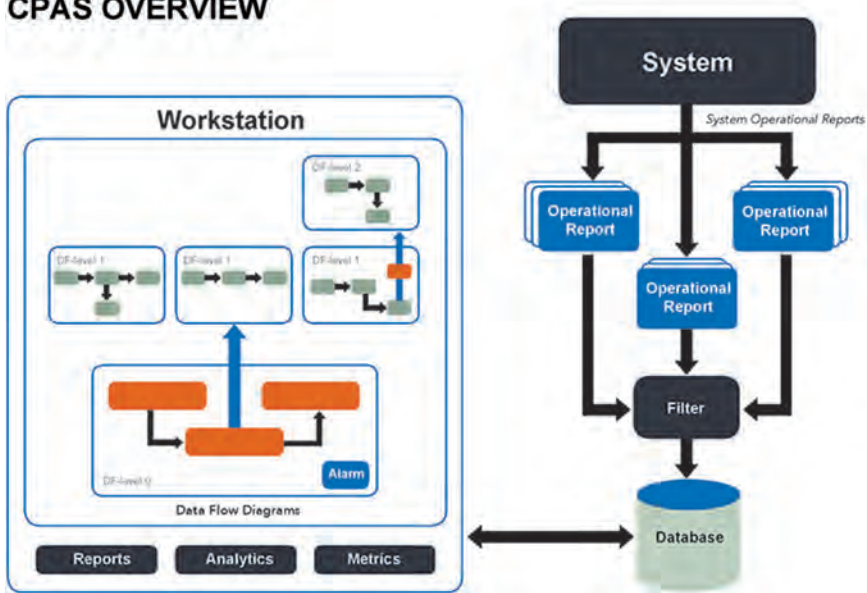 CPAS OVERVIEW
System
System Operational Reports
Workstation
DF-level 2
DF-level 1
DF-level 1
DF-level 1
Operational
Report
Operational
Report
Operational
Report
Filter
DF-level 0
Alarm
Data Flow Diagrams
Database
Reports
Analytics
Metrics